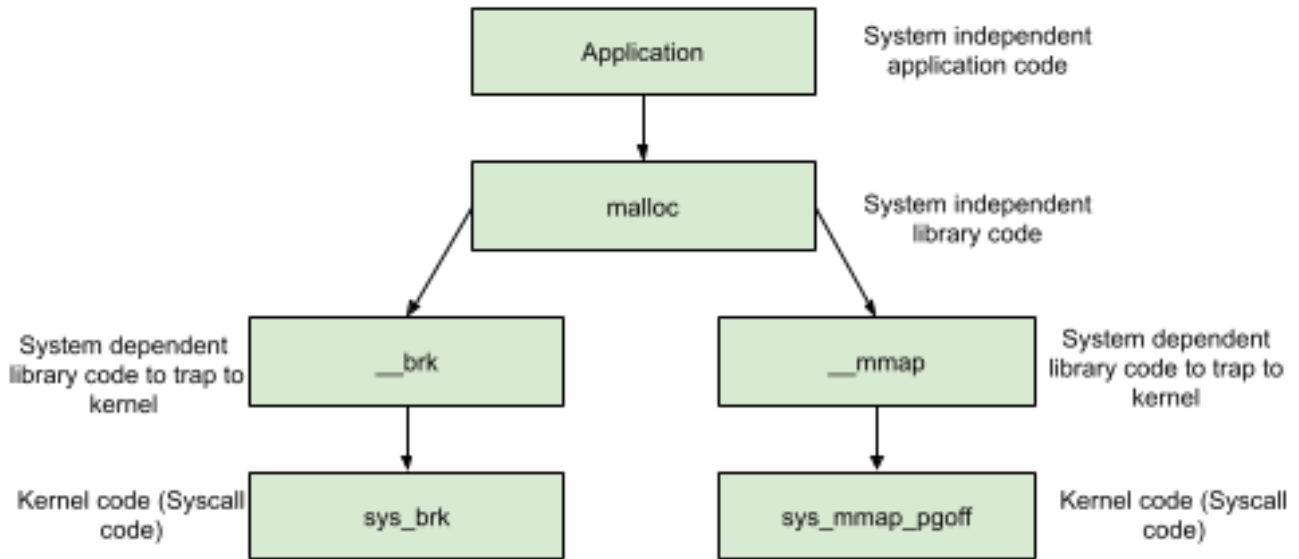 Application
System independent
application code
malloc
System independent
library code
System dependent
library code to trap to
kernel
__brk
__mmap
System dependent
library code to trap to
kernel
Kernel code (Syscall
code)
sys_brk
sys_mmap_pgoff
Kernel code (Syscall
code)